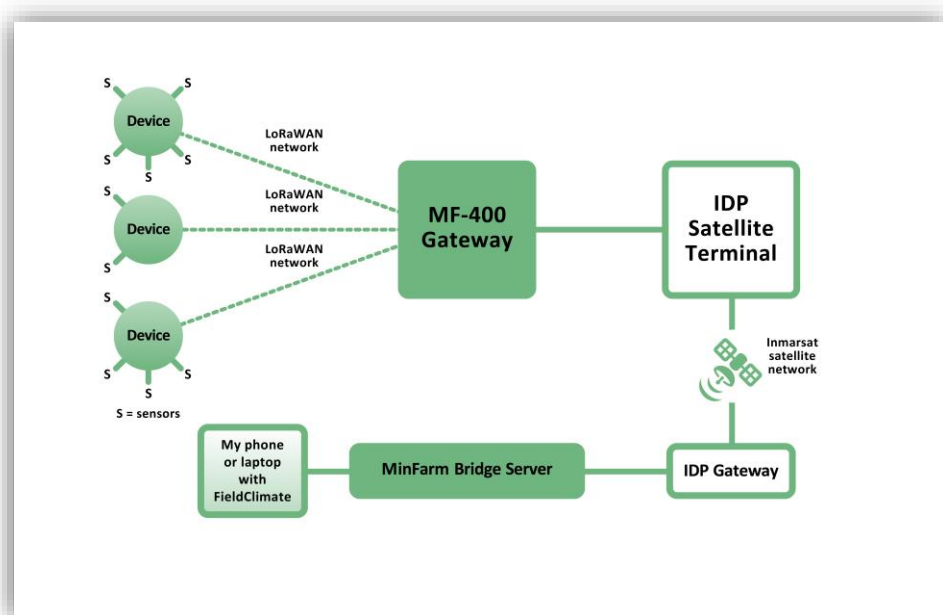 S
S
Device
S
S
S
LoRaWAN
network
S
Device
S
LoRaWAN
network
S
Device
S
S
S
LoRaWAN
network
S = sensors
MF-400
Gateway
IDP
Satellite
Terminal
Inmarsat
satellite
network
My phone
or laptop
with
FieldClimate
MinFarm Bridge Server
IDP Gateway